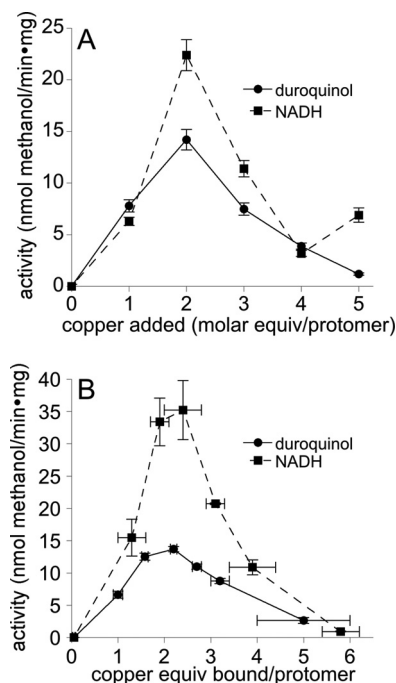 A
25
20
15
10
5
0
activity (nmol methanol/min•mg)
duroquinol
NADH
0 1 2 3 4 5
copper added (molar equiv/protomer)
B
40
35
30
25
20
15
10
5
0
activity (nmol methanol/min•mg)
duroquinol
NADH
0 1 2 3 4 5 6
copper equiv bound/protomer